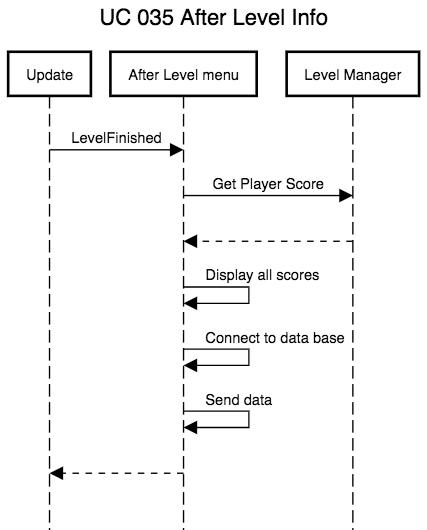 UC 035 After Level Info
Update
After Level menu
Level Manager
LevelFinished
Get Player Score
Display all scores
Connect to data base
Send data